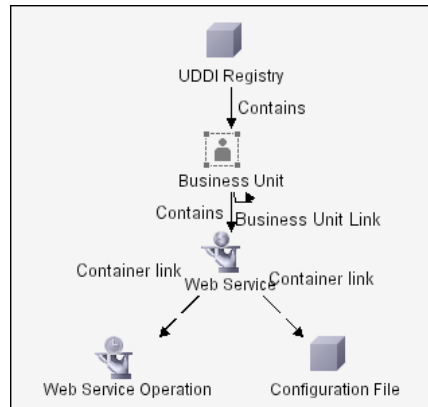 UDDI Registry
Contains
Business Unit
Contains
Business Unit Link
Container link
Web Service
Container link
Web Service Operation
Configuration File